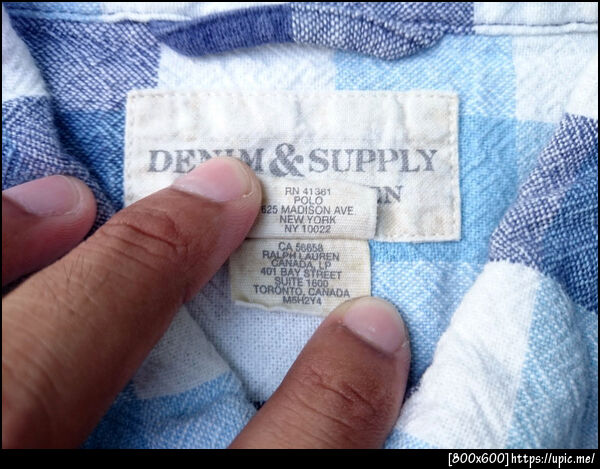 DENIM & SUPPLY
EN
RN 41381
POLO
625 MADISON AVE
NEW YORK
NY 10022
CA 56658
RALPH LAUREN
CANADA, LP
401 BAY STREET
SUITE 1600
TORONTO, CANADA
M5H2Y4
[800x600]https://upic.me/